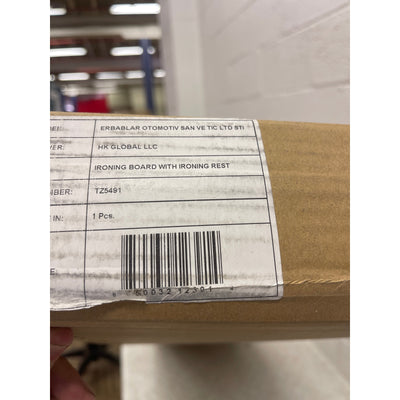 ERBABLAR OTOMOTIV SAN VE TIC LTD STI
HK GLOBAL LLC
IRONING BOARD WITH IRONING REST
TZ5491
IN: 1 Pcs.